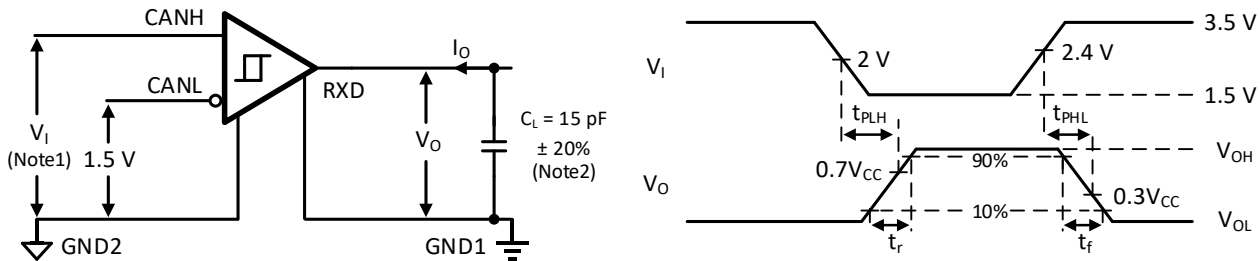 CANH
CANL
I_O
RXD
V_I
(Note1)
1.5 V
V_O
C_L = 15 pF
± 20%
(Note2)
GND2
GND1
V_I
2 V
2.4 V
3.5 V
1.5 V
t_PLH
t_PHL
V_O
0.7V_CC
90%
10%
0.3V_CC
V_OH
V_OL
t_r
t_f